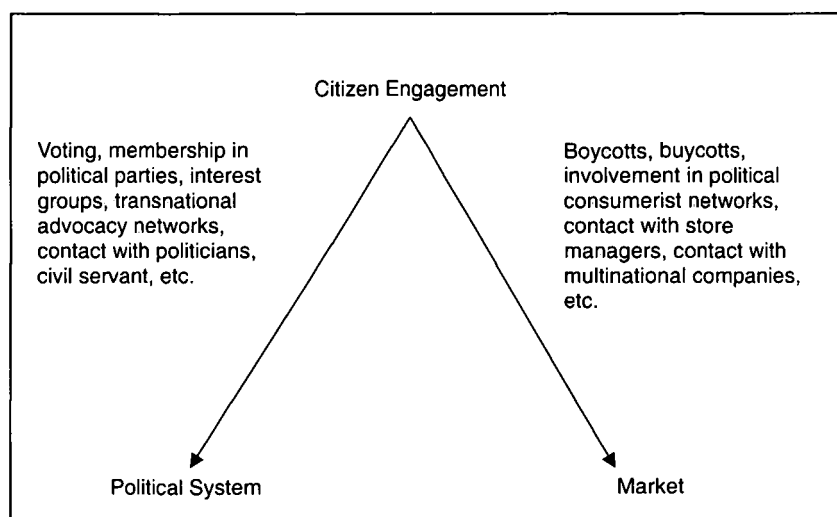 Citizen Engagement
Voting, membership in
political parties, interest
groups, transnational
advocacy networks,
contact with politicians,
civil servant, etc.
Boycotts, buycotts,
involvement in political
consumerist networks,
contact with store
managers, contact with
multinational companies,
etc.
Political System
Market